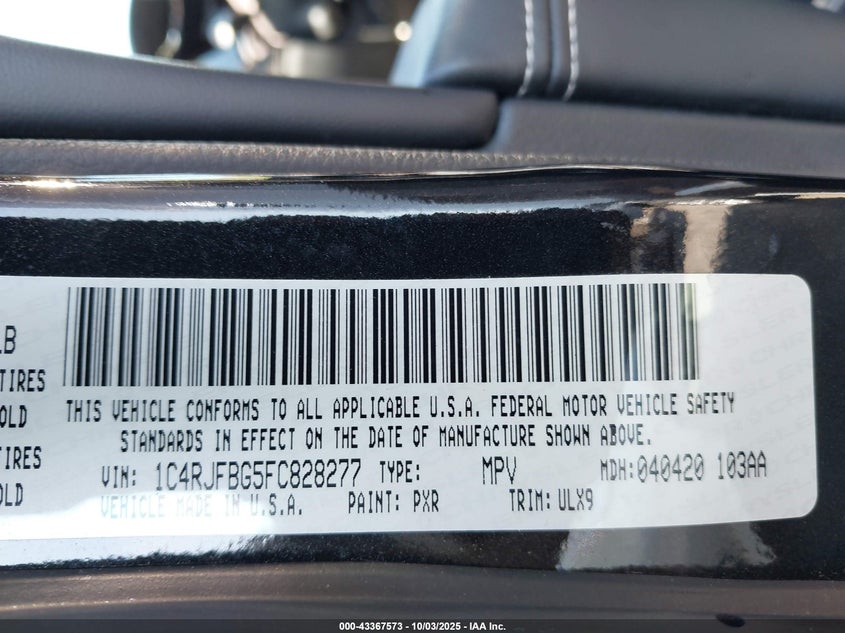 LB
TIRES
OLD
TIRES
OLD
THIS VEHICLE CONFORMS TO ALL APPLICABLE U.S.A. FEDERAL MOTOR VEHICLE SAFETY
STANDARDS IN EFFECT ON THE DATE OF MANUFACTURE SHOWN ABOVE.
VIN: 1C4RJFBG5FC828277 TYPE: MPV MDH:040420 103AA
VEHICLE MADE IN U.S.A. PAINT: PXR TRIM: ULX9
000-43367573 | 10/03/2025 - IAA Inc.